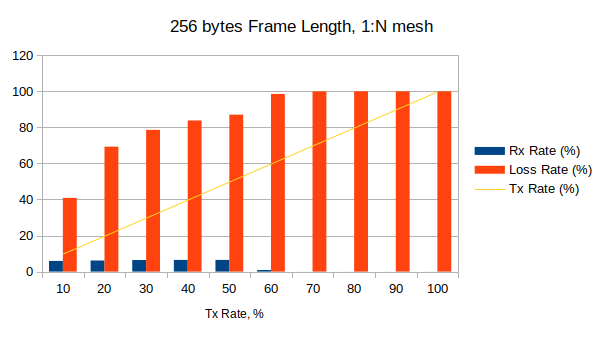 256 bytes Frame Length, 1:N mesh
120
100
80
60
40
20
0
10 20 30 40 50 60 70 80 90 100
Tx Rate, %
Rx Rate (%)
Loss Rate (%)
Tx Rate (%)